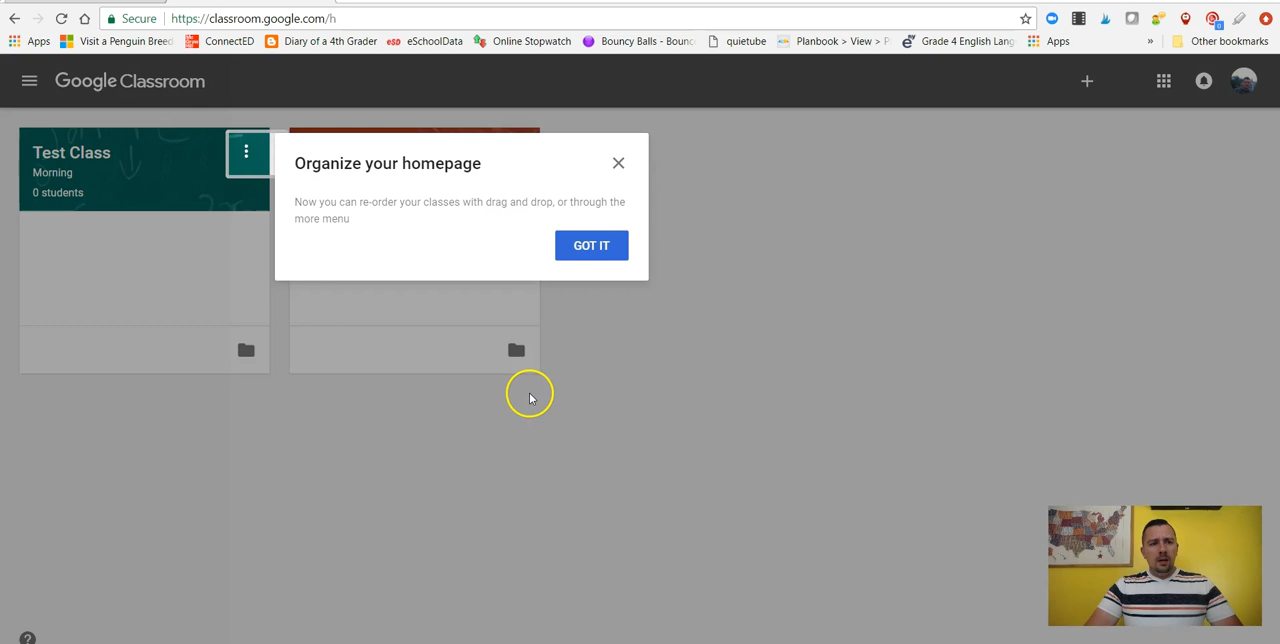 Secure https://classroom.google.com/h
Apps Visit a Penguin Breed ConnectED Diary of a 4th Grader esD eSchoolData Online Stopwatch Bouncy Balls - Bounc quietube Planbook > View > P Grade 4 English Lang Apps » Other bookmarks
Google Classroom
Test Class
Morning
0 students
Organize your homepage
Now you can re-order your classes with drag and drop, or through the
more menu
GOT IT